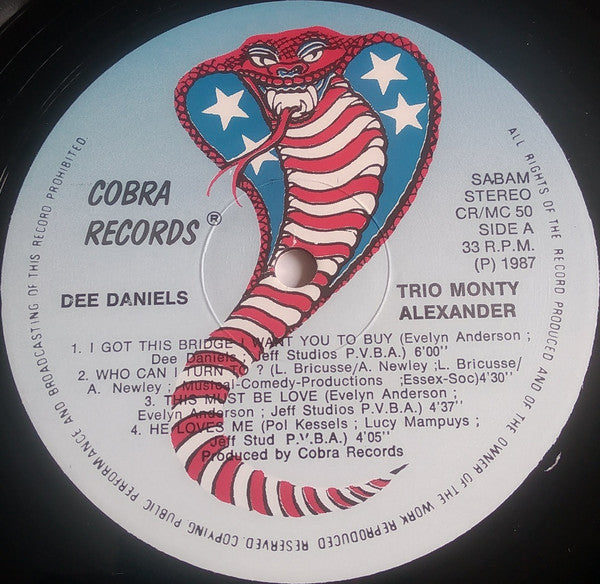 COBRA
RECORDS®
SABAM
STEREO
CR/MC 50
SIDE A
33 R.P.M.
(P) 1987
DEE DANIELS
TRIO MONTY
ALEXANDER
1. I GOT THIS BRIDGE I WANT YOU TO BUY (Evelyn Anderson ;
Dee Daniels ; Jeff Studios P.V.B.A.) 6'00''
2. WHO CAN I TURN TO ? (L. Bricusse/A. Newley ;L. Bricusse/
A. Newley ; Musical-Comedy-Productions ;Essex-Soc)4'30''
3. THIS MUST BE LOVE (Evelyn Anderson ;
Evelyn Anderson ; Jeff Studios P.V.B.A.) 4'37''
4. HE LOVES ME (Pol Kessels ; Lucy Mampuys ;
Jeff Stud P.V.B.A.) 4'05''
Produced by Cobra Records
ALL RIGHTS OF THE RECORD PRODUCED AND OF THE OWNER OF THE WORK REPRODUCED RESERVED. COPYING PUBLIC PERFORMANCE AND BROADCASTING OF THIS RECORD PROHIBITED.